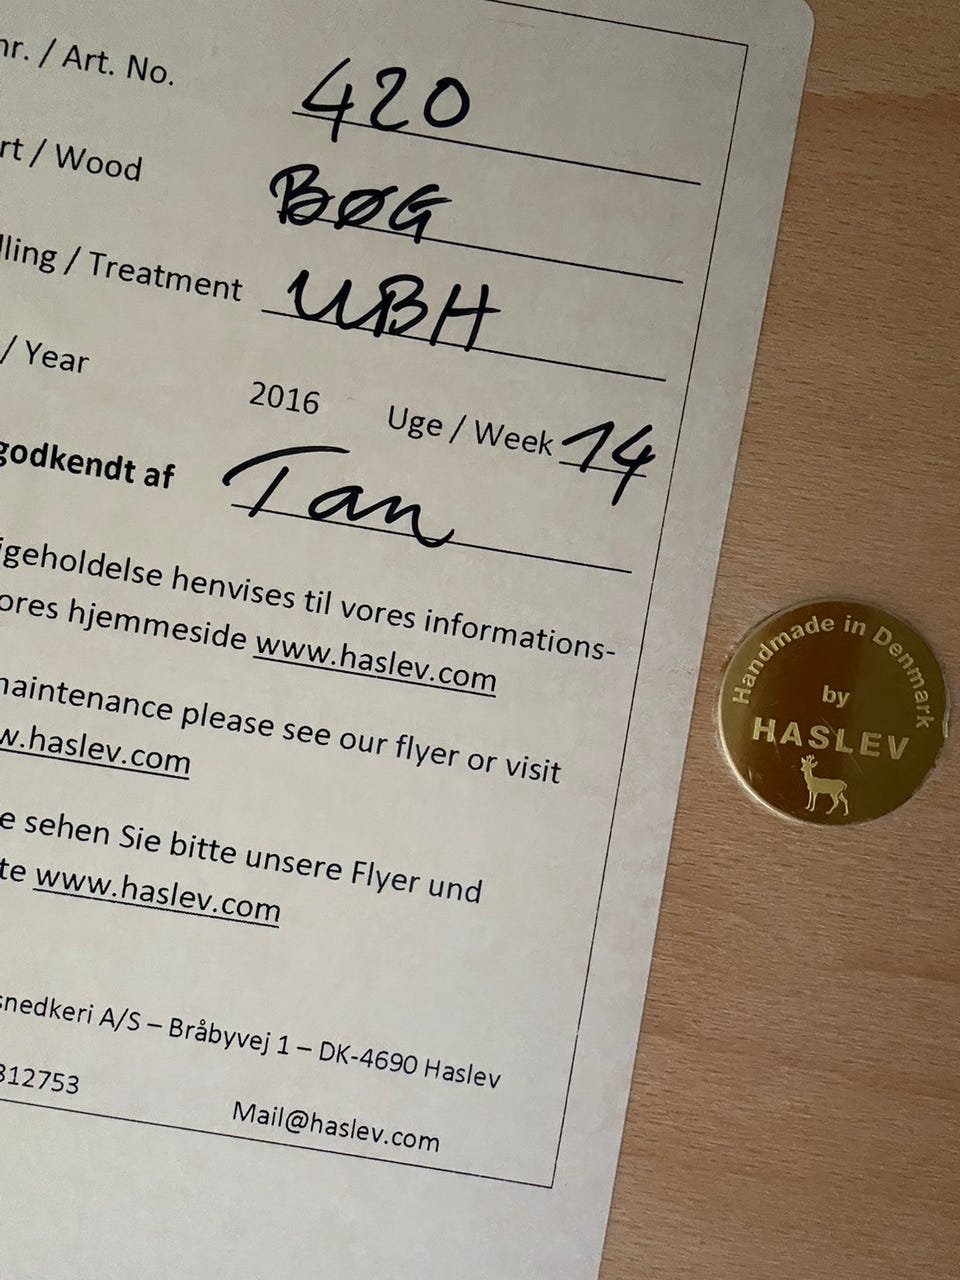 nr. / Art. No. 420
rt / Wood BØG
lling / Treatment UBH
/ Year 2016 Uge / Week 14
godkendt af Tan
igeholdelse henvises til vores informations-
ores hjemmeside www.haslev.com
naintenance please see our flyer or visit
w.haslev.com
e sehen Sie bitte unsere Flyer und
te www.haslev.com
snedkeri A/S – Bråbyvej 1 – DK-4690 Haslev
312753
Mail@haslev.com
Handmade in Denmark
by
HASLEV